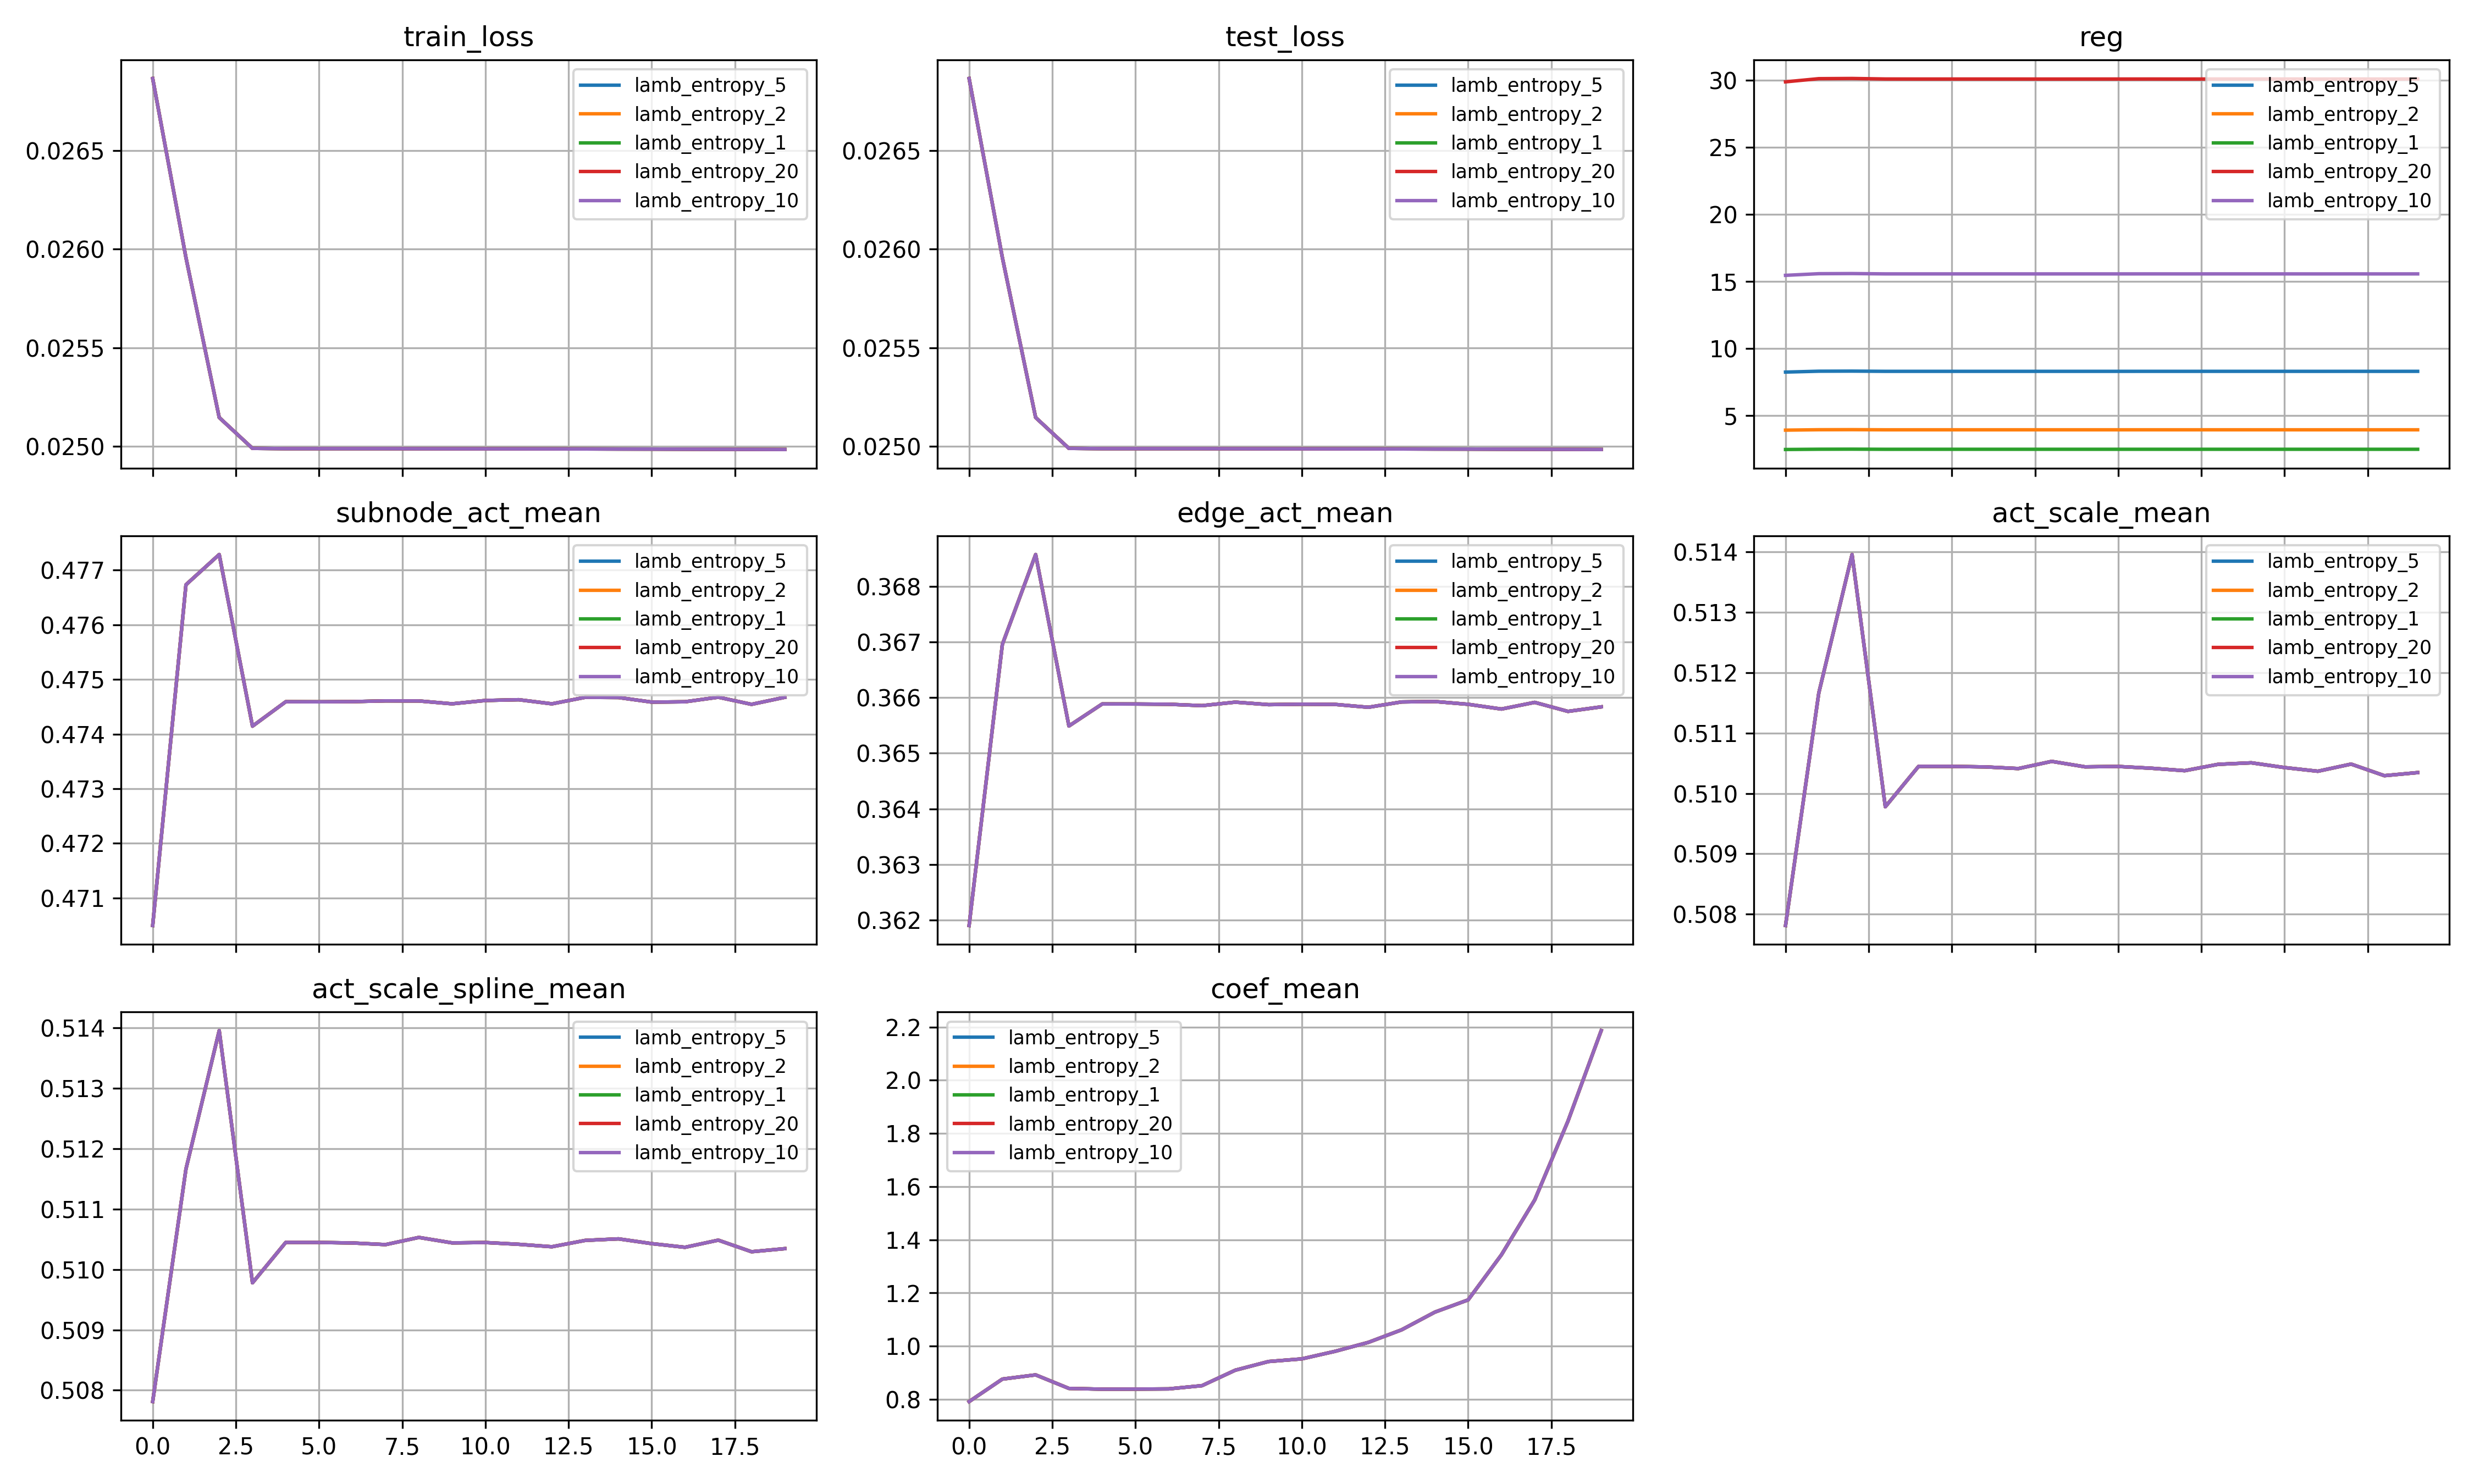 train_loss
0.0265
0.0260
0.0255
0.0250
lamb_entropy_5
lamb_entropy_2
lamb_entropy_1
lamb_entropy_20
lamb_entropy_10
test_loss
0.0265
0.0260
0.0255
0.0250
lamb_entropy_5
lamb_entropy_2
lamb_entropy_1
lamb_entropy_20
lamb_entropy_10
reg
30
25
20
15
10
5
lamb_entropy_5
lamb_entropy_2
lamb_entropy_1
lamb_entropy_20
lamb_entropy_10
subnode_act_mean
0.477
0.476
0.475
0.474
0.473
0.472
0.471
lamb_entropy_5
lamb_entropy_2
lamb_entropy_1
lamb_entropy_20
lamb_entropy_10
edge_act_mean
0.368
0.367
0.366
0.365
0.364
0.363
0.362
lamb_entropy_5
lamb_entropy_2
lamb_entropy_1
lamb_entropy_20
lamb_entropy_10
act_scale_mean
0.514
0.513
0.512
0.511
0.510
0.509
0.508
lamb_entropy_5
lamb_entropy_2
lamb_entropy_1
lamb_entropy_20
lamb_entropy_10
act_scale_spline_mean
0.514
0.513
0.512
0.511
0.510
0.509
0.508
lamb_entropy_5
lamb_entropy_2
lamb_entropy_1
lamb_entropy_20
lamb_entropy_10
0.0 2.5 5.0 7.5 10.0 12.5 15.0 17.5
coef_mean
2.2
2.0
1.8
1.6
1.4
1.2
1.0
0.8
lamb_entropy_5
lamb_entropy_2
lamb_entropy_1
lamb_entropy_20
lamb_entropy_10
0.0 2.5 5.0 7.5 10.0 12.5 15.0 17.5